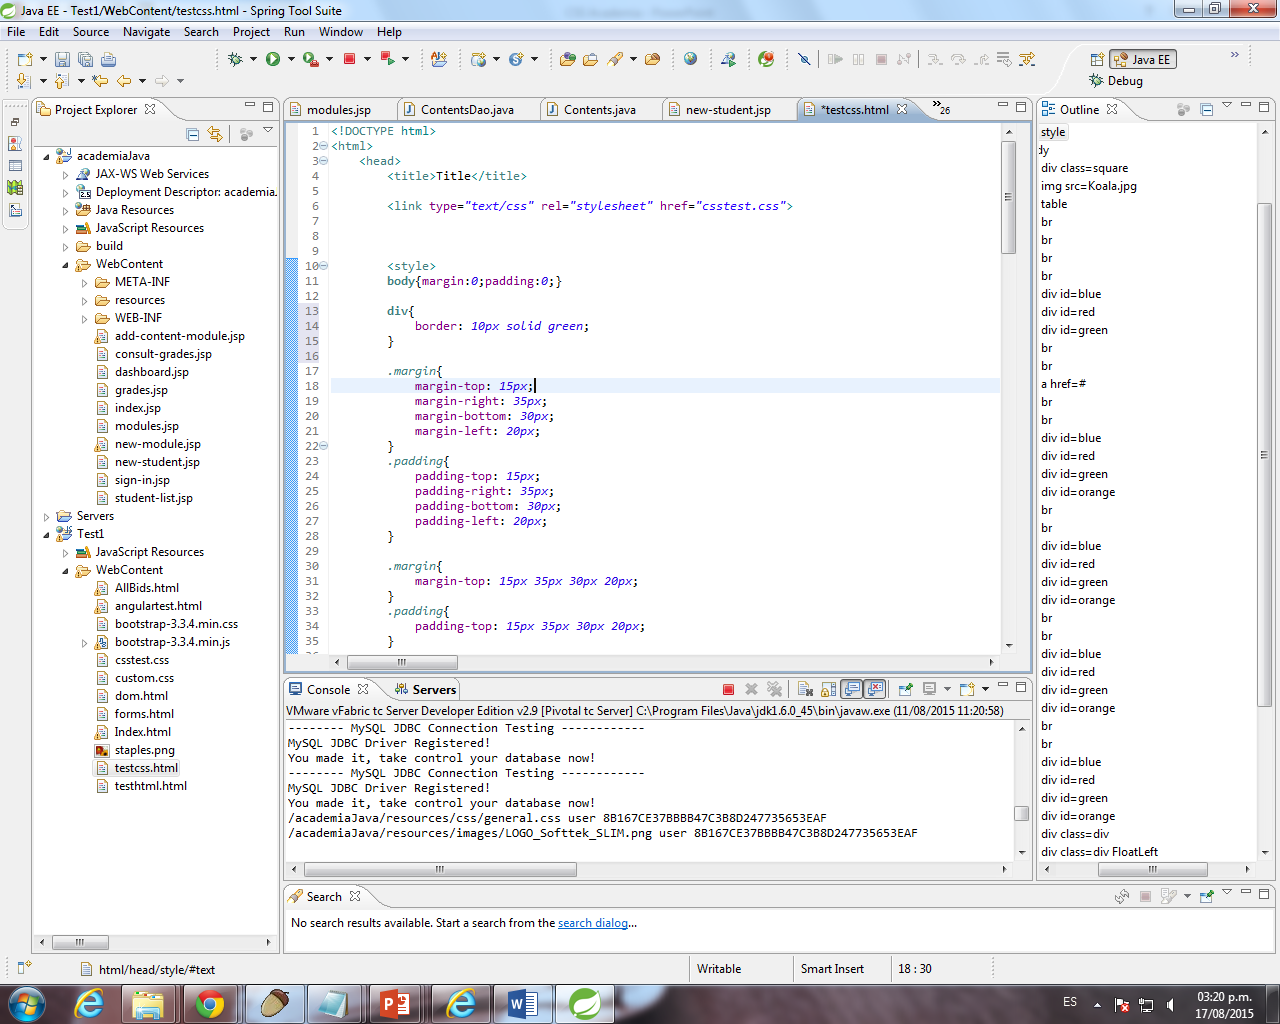 Java EE - Test1/WebContent/testcss.html - Spring Tool Suite
File Edit Source Navigate Search Project Run Window Help
Java EE
Debug
Project Explorer
academiaJava
JAX-WS Web Services
Deployment Descriptor: academia.
Java Resources
JavaScript Resources
build
WebContent
META-INF
resources
WEB-INF
add-content-module.jsp
consult-grades.jsp
dashboard.jsp
grades.jsp
index.jsp
modules.jsp
new-module.jsp
new-student.jsp
sign-in.jsp
student-list.jsp
Servers
Test1
JavaScript Resources
WebContent
AllBids.html
angulartest.html
bootstrap-3.3.4.min.css
bootstrap-3.3.4.min.js
csstest.css
custom.css
dom.html
forms.html
Index.html
staples.png
testcss.html
testhtml.html
modules.jsp ContentsDao.java Contents.java new-student.jsp *testcss.html »26
1 <!DOCTYPE html>
2 <html>
3 <head>
4 <title>Title</title>
5
6 <link type="text/css" rel="stylesheet" href="csstest.css">
7
8
9
10 <style>
11 body{margin:0;padding:0;}
12
13 div{
14 border: 10px solid green;
15 }
16
17 .margin{
18 margin-top: 15px;
19 margin-right: 35px;
20 margin-bottom: 30px;
21 margin-left: 20px;
22 }
23 .padding{
24 padding-top: 15px;
25 padding-right: 35px;
26 padding-bottom: 30px;
27 padding-left: 20px;
28 }
29
30 .margin{
31 margin-top: 15px 35px 30px 20px;
32 }
33 .padding{
34 padding-top: 15px 35px 30px 20px;
35 }
Outline
style
dy
div class=square
img src=Koala.jpg
table
br
br
br
br
div id=blue
div id=red
div id=green
br
br
a href=#
br
br
div id=blue
div id=red
div id=green
div id=orange
br
br
div id=blue
div id=red
div id=green
div id=orange
br
br
div id=blue
div id=red
div id=green
div id=orange
br
br
div id=blue
div id=red
div id=green
div id=orange
div class=div
div class=div FloatLeft
Console Servers
VMware vFabric tc Server Developer Edition v2.9 [Pivotal tc Server] C:\Program Files\Java\jdk1.6.0_45\bin\javaw.exe (11/08/2015 11:20:58)
-------- MySQL JDBC Connection Testing ------------
MySQL JDBC Driver Registered!
You made it, take control your database now!
-------- MySQL JDBC Connection Testing ------------
MySQL JDBC Driver Registered!
You made it, take control your database now!
/academiaJava/resources/css/general.css user 8B167CE37BBBB47C3B8D247735653EAF
/academiaJava/resources/images/LOGO_Softtek_SLIM.png user 8B167CE37BBBB47C3B8D247735653EAF
Search
No search results available. Start a search from the search dialog...
html/head/style/#text Writable Smart Insert 18 : 30
ES
03:20 p.m.
17/08/2015